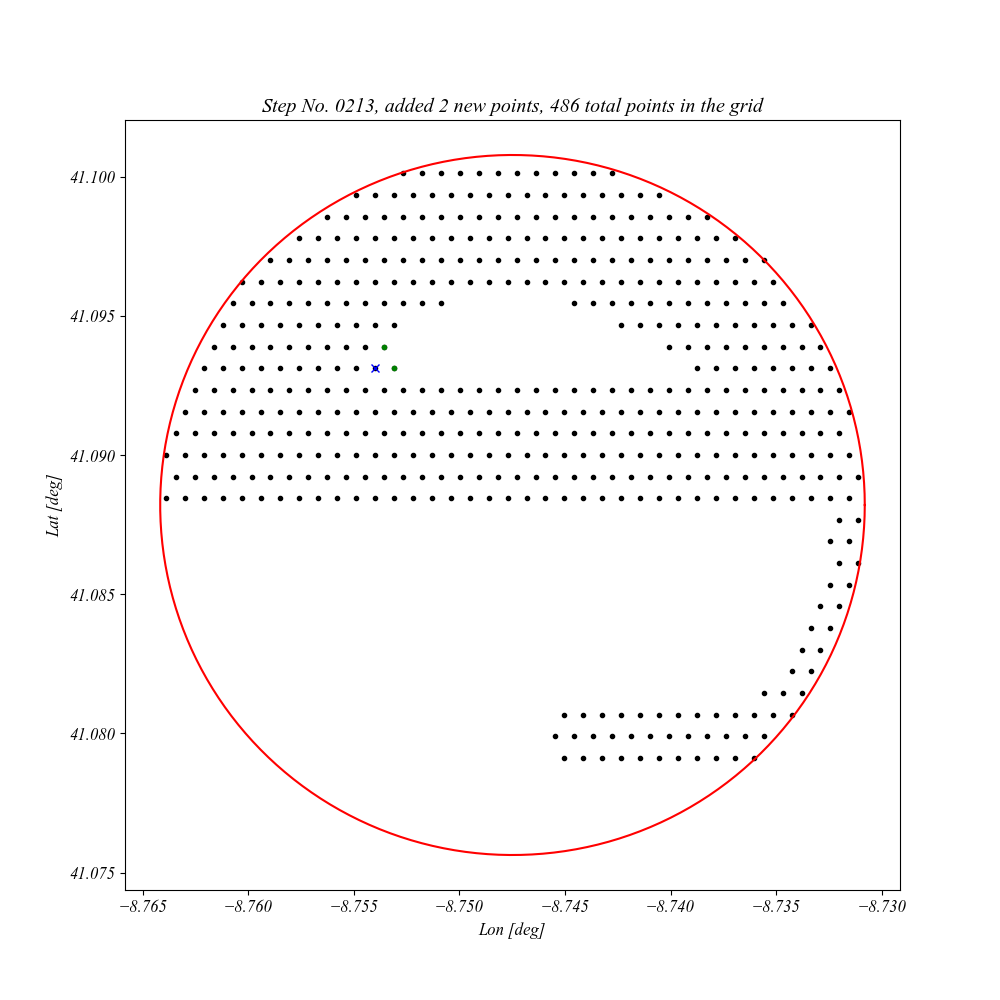 Step No. 0213, added 2 new points, 486 total points in the grid
41.100
41.095
41.090
41.085
41.080
41.075
Lat [deg]
−8.765 −8.760 −8.755 −8.750 −8.745 −8.740 −8.735 −8.730
Lon [deg]